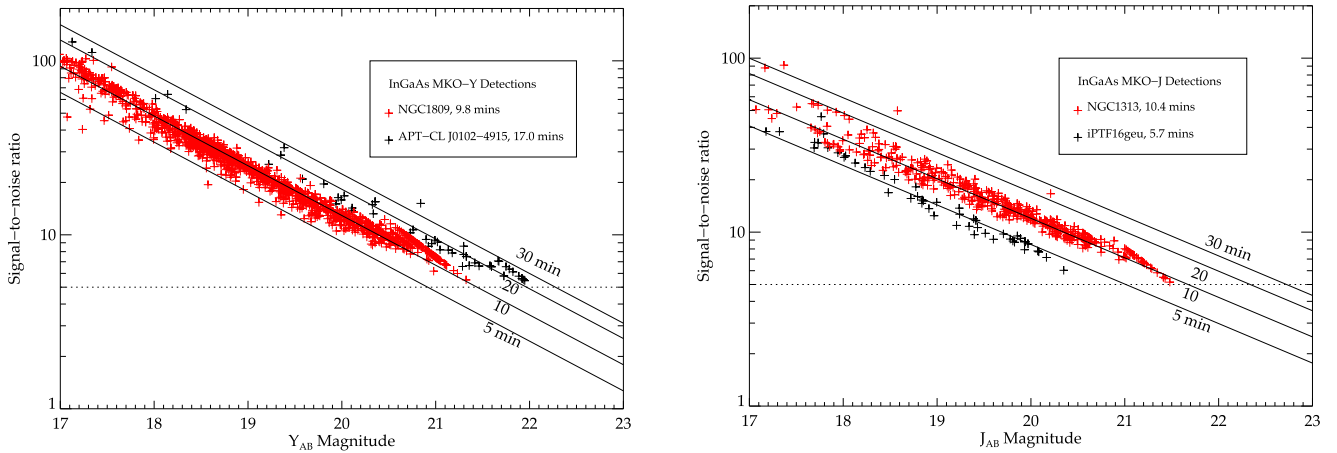 Signal−to−noise ratio
100
10
1
InGaAs MKO−Y Detections
NGC1809, 9.8 mins
APT−CL J0102−4915, 17.0 mins
30 min
20
10
5 min
17 18 19 20 21 22 23
Y_AB Magnitude
Signal−to−noise ratio
100
10
1
InGaAs MKO−J Detections
NGC1313, 10.4 mins
iPTF16geu, 5.7 mins
30 min
20
10
5 min
17 18 19 20 21 22 23
J_AB Magnitude